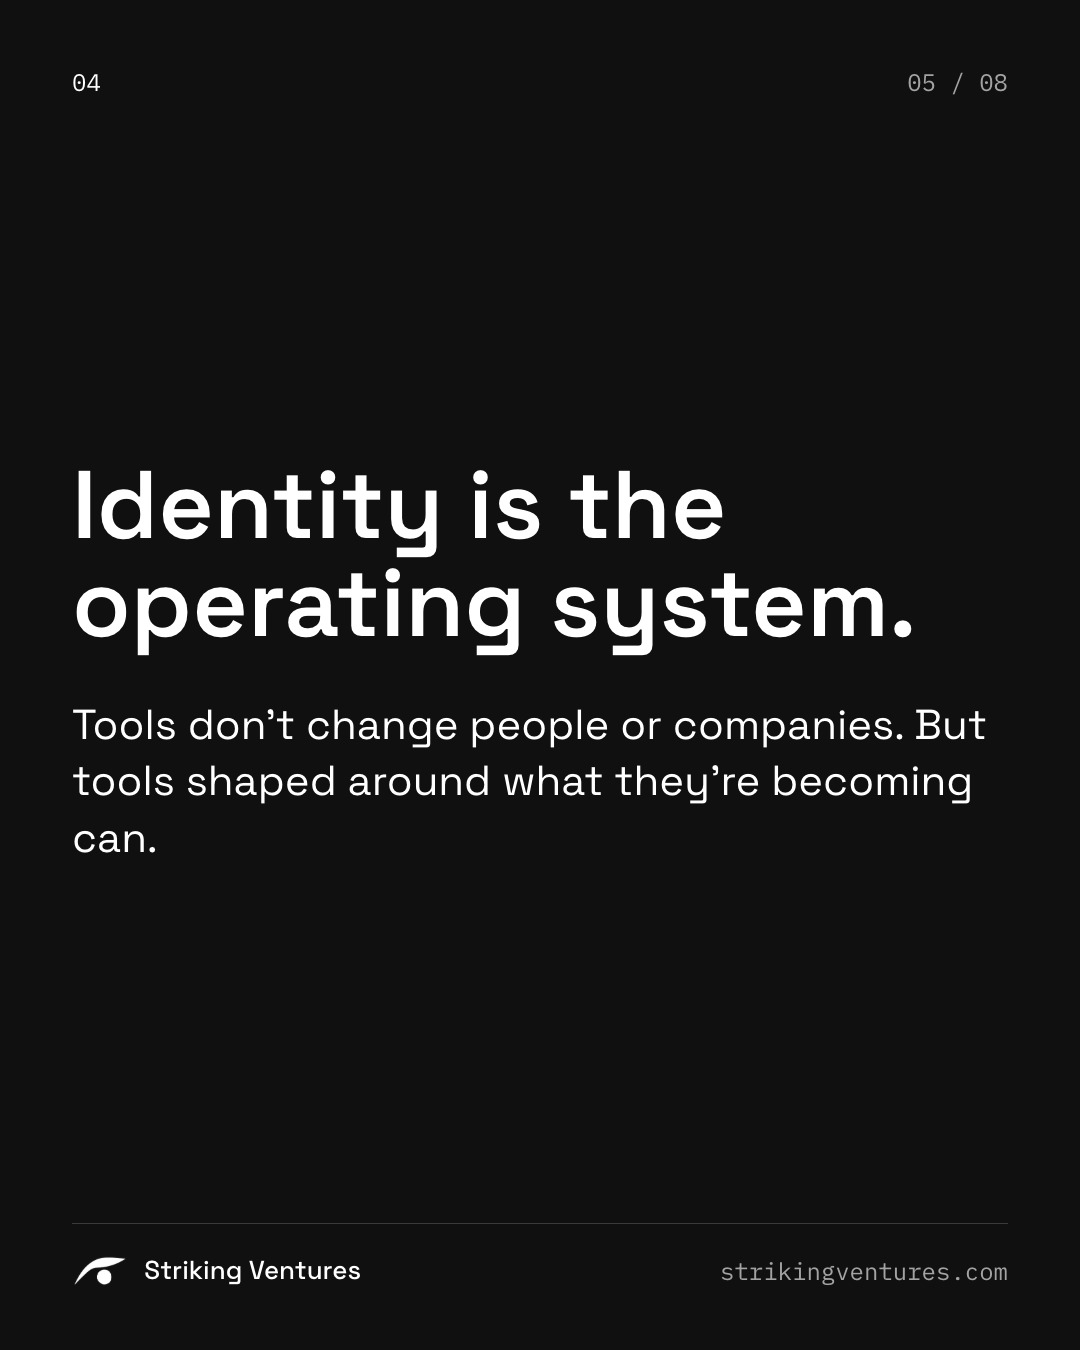 04
05 / 08
Identity is the
operating system.
Tools don’t change people or companies. But
tools shaped around what they’re becoming
can.
Striking Ventures
strikingventures.com